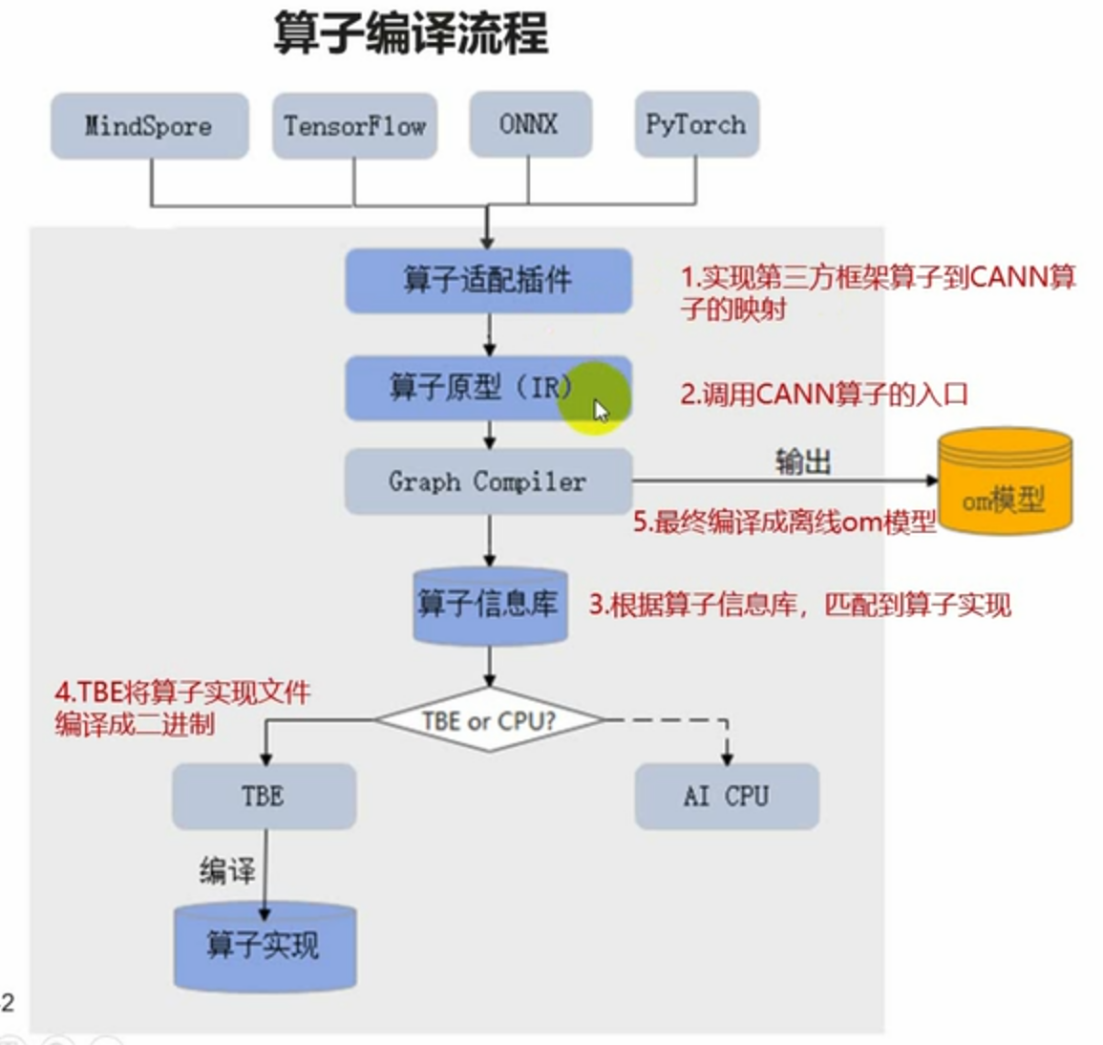 算子编译流程
MindSpore
TensorFlow
ONNX
PyTorch
算子适配插件
1.实现第三方框架算子到CANN算
子的映射
算子原型（IR）
2.调用CANN算子的入口
Graph Compiler
输出
om模型
5.最终编译成离线om模型
算子信息库
3.根据算子信息库，匹配到算子实现
4.TBE将算子实现文件
编译成二进制
TBE or CPU?
TBE
AI CPU
编译
算子实现
2